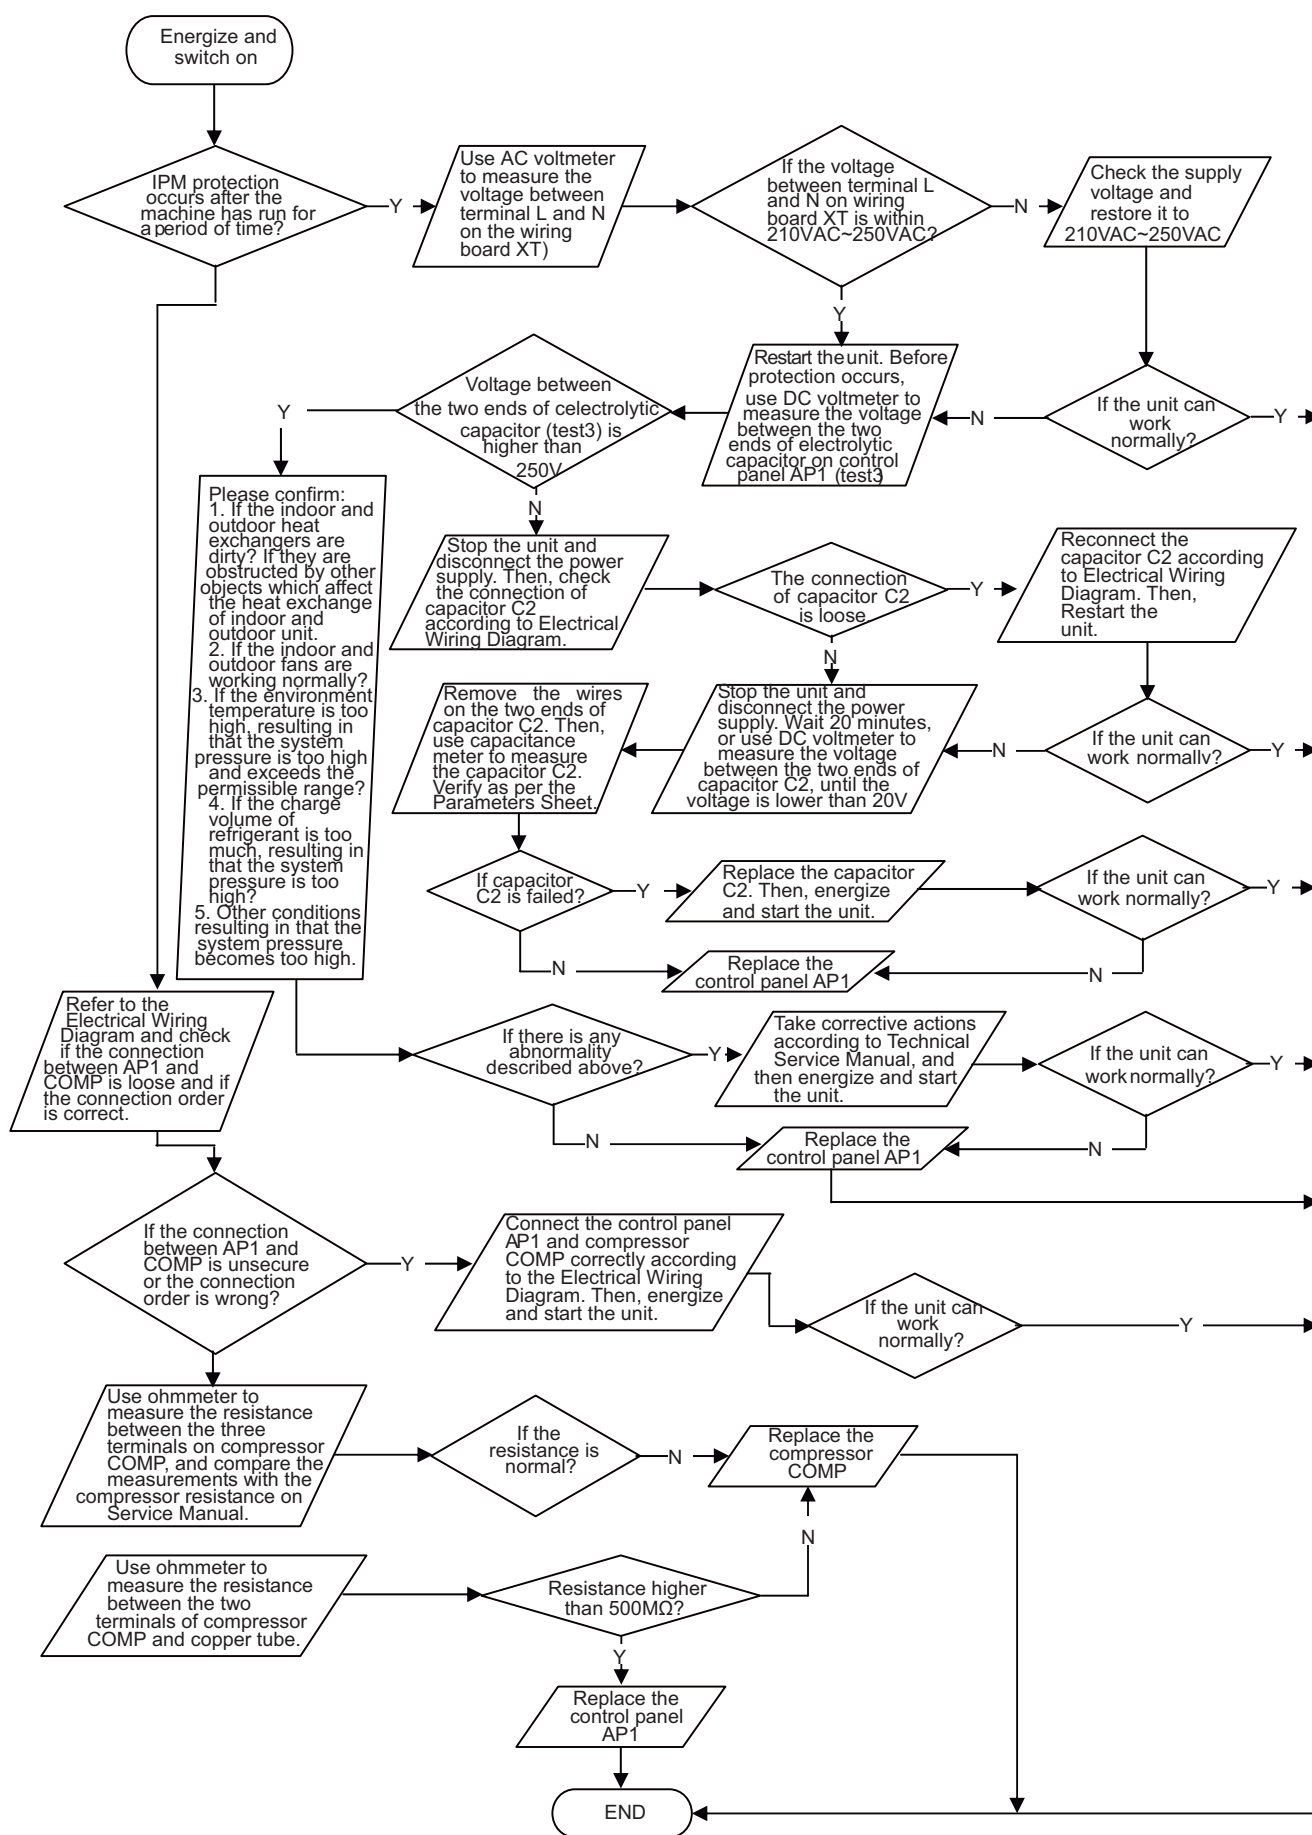 Energize and
switch on
IPM protection
occurs after the
machine has run for
a period of time?
Y
Use AC voltmeter
to measure the
voltage between
terminal L and N
on the wiring
board XT)
If the voltage
between terminal L
and N on wiring
board XT is within
210VAC~250VAC?
N
Check the supply
voltage and
restore it to
210VAC~250VAC
Y
Restart the unit. Before
protection occurs,
use DC voltmeter to
measure the voltage
between the two
ends of electrolytic
capacitor on control
panel AP1 (test3)
N
If the unit can
work
normally?
Y
Voltage between
the two ends of celectrolytic
capacitor (test3) is
higher than
250V
Y
N
Please confirm:
1. If the indoor and
outdoor heat
exchangers are
dirty? If they are
obstructed by other
objects which affect
the heat exchange
of indoor and
outdoor unit.
2. If the indoor and
outdoor fans are
working normally?
3. If the environment
temperature is too
high, resulting in
that the system
pressure is too high
and exceeds the
permissible range?
4. If the charge
volume of
refrigerant is too
much, resulting in
that the system
pressure is too
high?
5. Other conditions
resulting in that the
system pressure
becomes too high.
Stop the unit and
disconnect the power
supply. Then, check
the connection of
capacitor C2
according to Electrical
Wiring Diagram.
The connection
of capacitor C2
is loose.
Y
Reconnect the
capacitor C2 according
to Electrical Wiring
Diagram. Then,
Restart the
unit.
N
Remove the wires
on the two ends of
capacitor C2. Then,
use capacitance
meter to measure
the capacitor C2.
Verify as per the
Parameters Sheet.
Stop the unit and
disconnect the power
supply. Wait 20 minutes,
or use DC voltmeter to
measure the voltage
between the two ends of
capacitor C2, until the
voltage is lower than 20V
N
If the unit can
work normally?
Y
If capacitor
C2 is failed?
Y
Replace the capacitor
C2. Then, energize
and start the unit.
If the unit can
work normally?
Y
N
Replace the
control panel AP1
N
Refer to the
Electrical Wiring
Diagram and check
if the connection
between AP1 and
COMP is loose and if
the connection order
is correct.
If there is any
abnormality
described above?
Y
Take corrective actions
according to Technical
Service Manual, and
then energize and start
the unit.
If the unit can
work normally?
Y
N
Replace the
control panel AP1
N
If the connection
between AP1 and
COMP is unsecure
or the connection
order is wrong?
Y
Connect the control panel
AP1 and compressor
COMP correctly according
to the Electrical Wiring
Diagram. Then, energize
and start the unit.
If the unit can
work
normally?
Y
Use ohmmeter to
measure the resistance
between the three
terminals on compressor
COMP, and compare the
measurements with the
compressor resistance on
Service Manual.
If the
resistance is
normal?
N
Replace the
compressor
COMP
N
Use ohmmeter to
measure the resistance
between the two
terminals of compressor
COMP and copper tube.
Resistance higher
than 500MΩ?
Y
Replace the
control panel
AP1
END